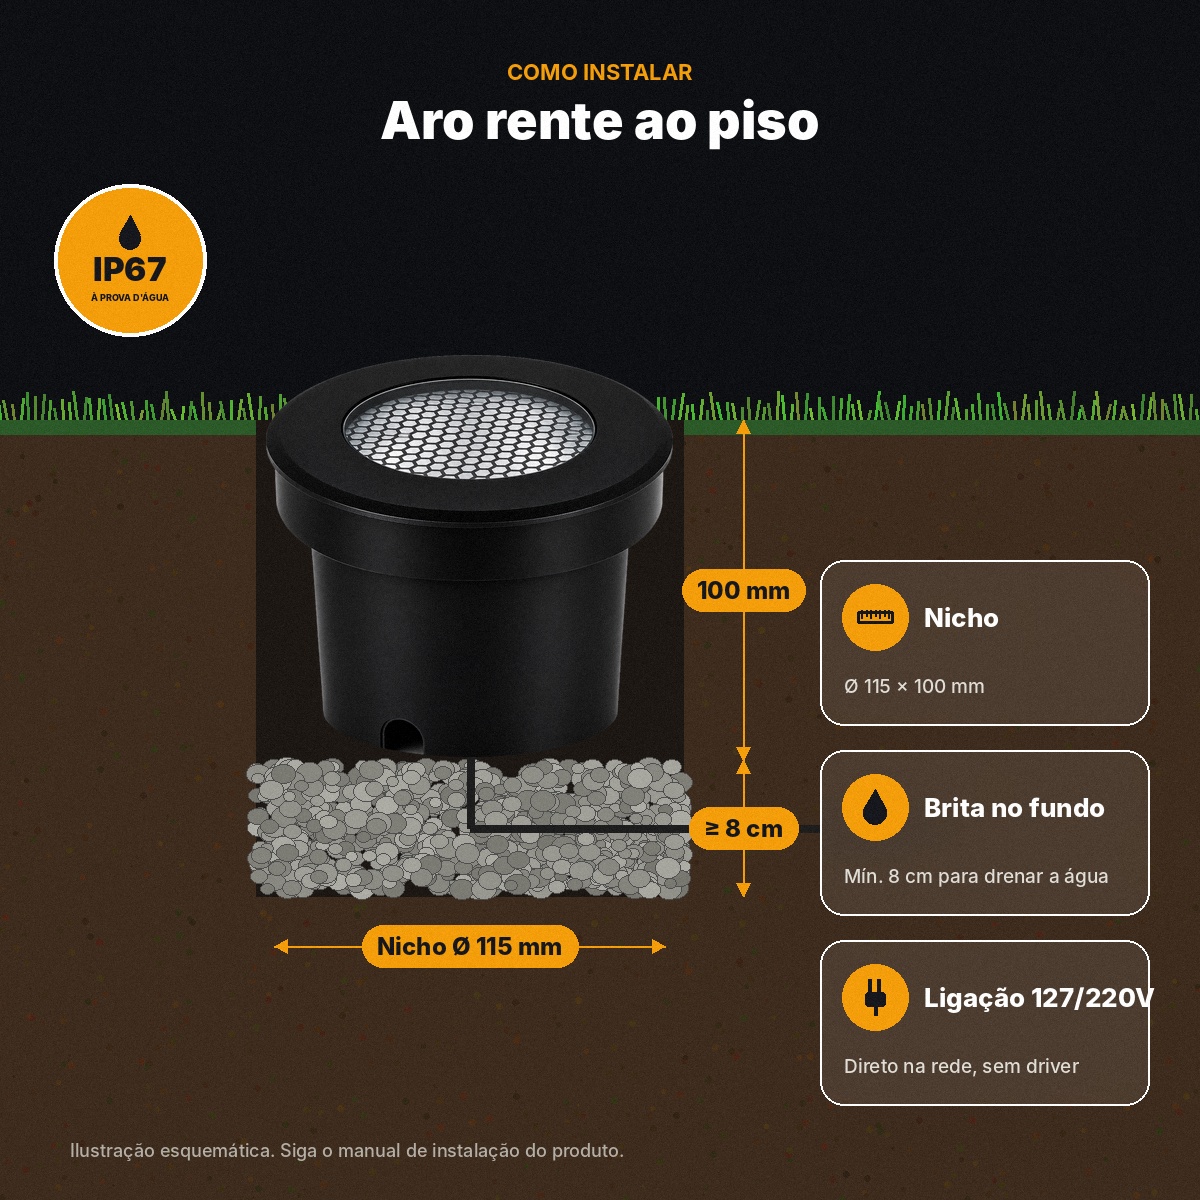 COMO INSTALAR
Aro rente ao piso
IP67
À PROVA D'ÁGUA
100 mm
Nicho
Ø 115 × 100 mm
≥ 8 cm
Brita no fundo
Mín. 8 cm para drenar a água
Nicho Ø 115 mm
Ligação 127/220V
Direto na rede, sem driver
Ilustração esquemática. Siga o manual de instalação do produto.